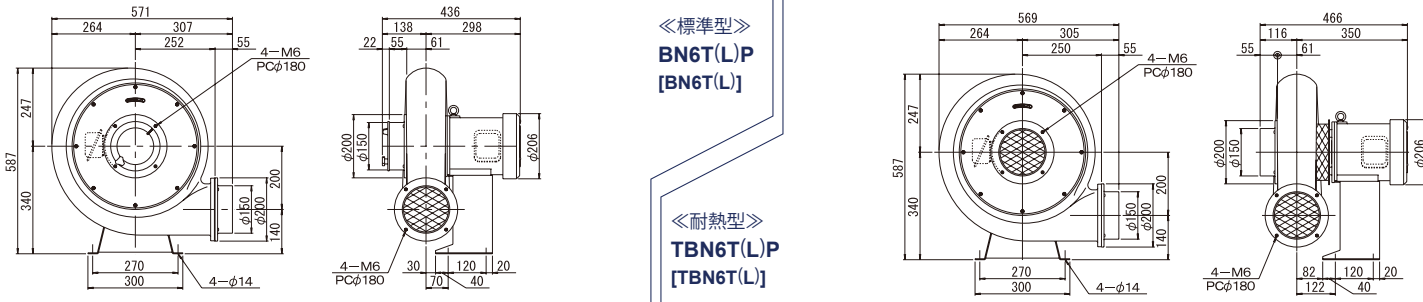 571
264 307
252 55
4－M6
PCφ180
247
587
340
200
φ150
φ200
140
270
300
4－φ14
436
138 298
22 55 61
φ200
φ150
φ206
4－M6
PCφ180
30 120 20
70 40
≪標準型≫
BN6T(L)P
[BN6T(L)]
≪耐熱型≫
TBN6T(L)P
[TBN6T(L)]
569
264 305
250 55
4－M6
PCφ180
247
587
340
200
φ150
φ200
140
270
300
4－φ14
466
116 350
55 61
φ200
φ150
φ206
4－M6
PCφ180
82 120 20
122 40